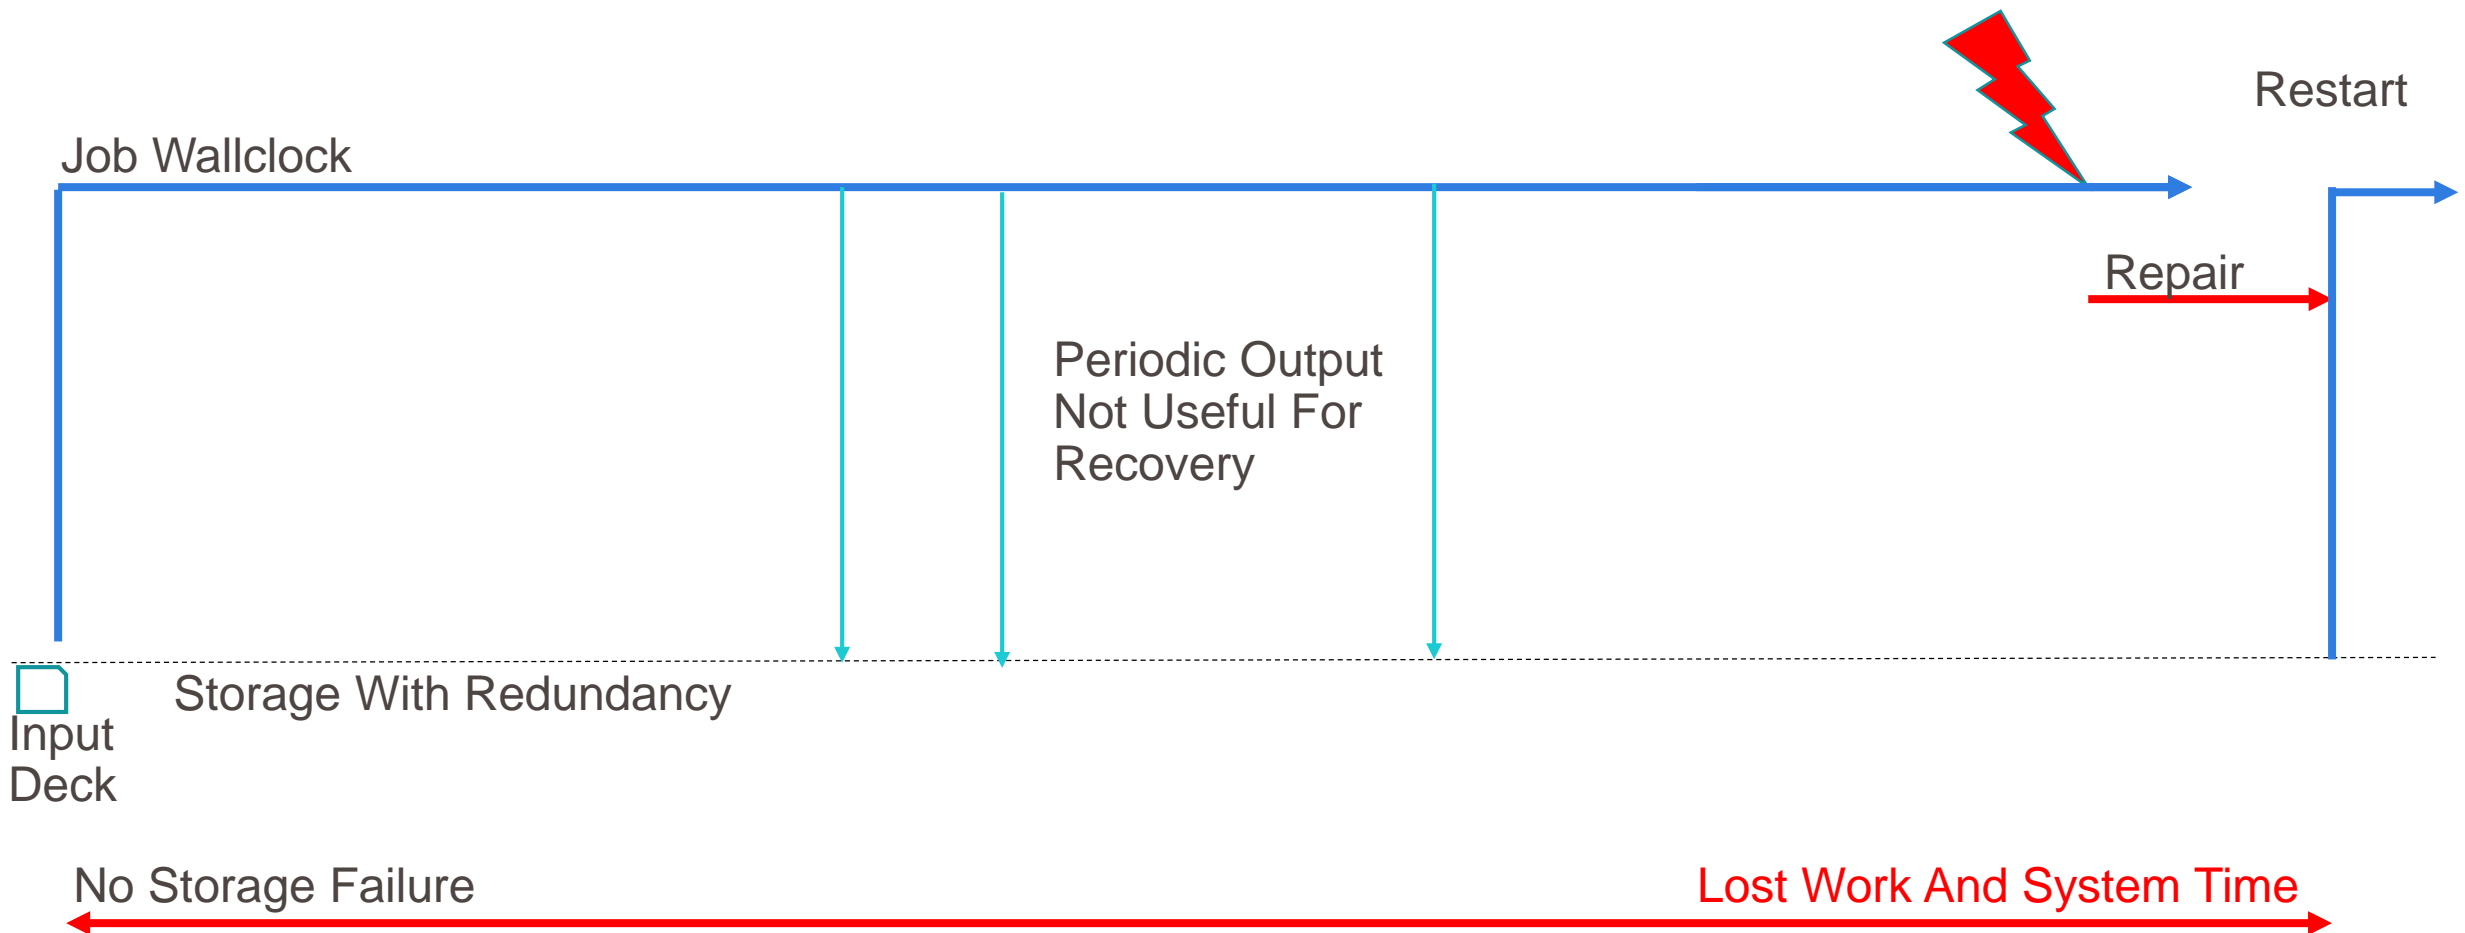 Restart
Job Wallclock
Repair
Periodic Output
Not Useful For
Recovery
Storage With Redundancy
Input
Deck
No Storage Failure
Lost Work And System Time